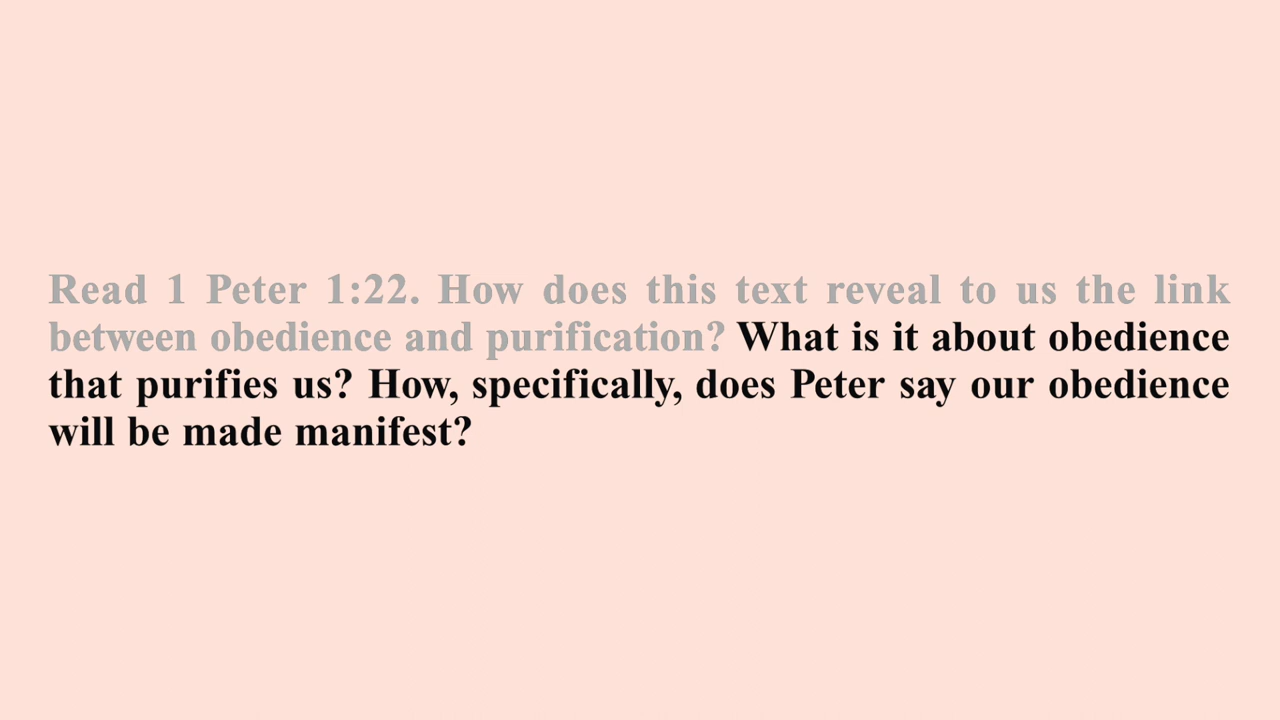 Read 1 Peter 1:22. How does this text reveal to us the link
between obedience and purification? What is it about obedience
that purifies us? How, specifically, does Peter say our obedience
will be made manifest?